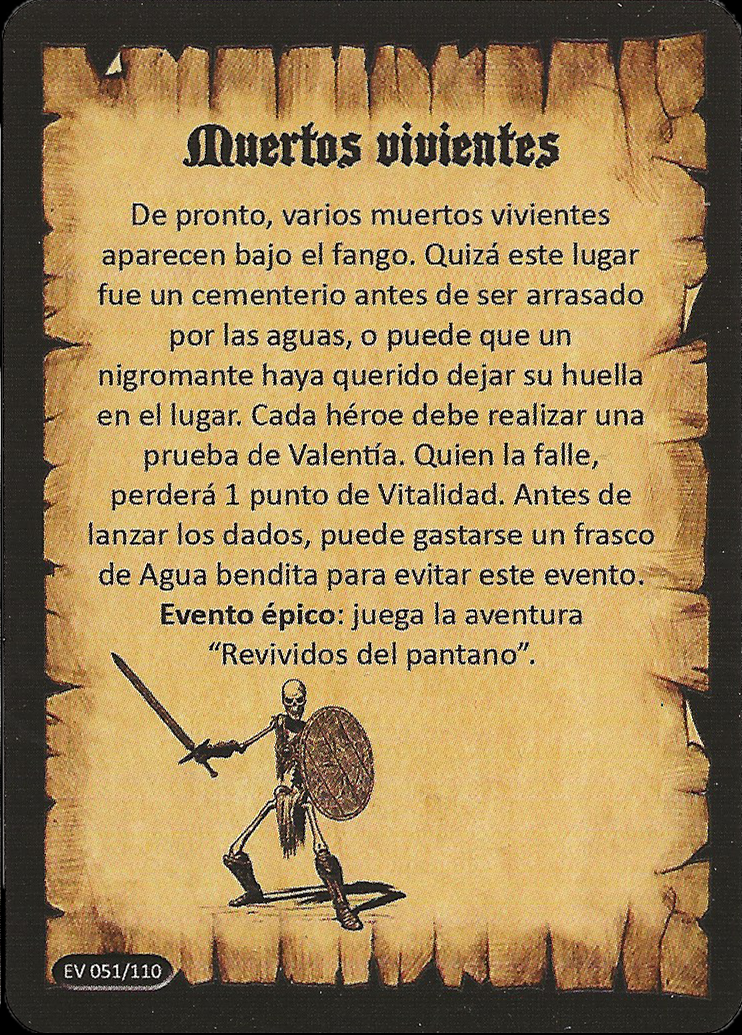 Muertos vivientes
De pronto, varios muertos vivientes
aparecen bajo el fango. Quizá este lugar
fue un cementerio antes de ser arrasado
por las aguas, o puede que un
nigromante haya querido dejar su huella
en el lugar. Cada héroe debe realizar una
prueba de Valentía. Quien la falle,
perderá 1 punto de Vitalidad. Antes de
lanzar los dados, puede gastarse un frasco
de Agua bendita para evitar este evento.
Evento épico: juega la aventura
“Revividos del pantano”.
EV 051/110